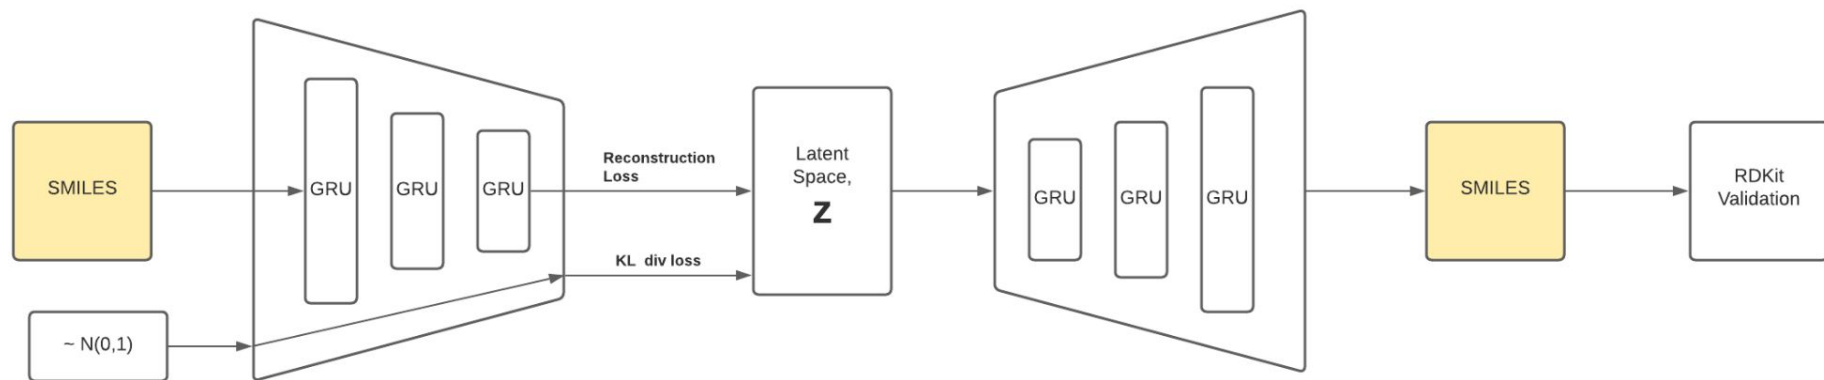 SMILES
~ N(0,1)
GRU
GRU
GRU
Reconstruction
Loss
KL div loss
Latent
Space,
z
GRU
GRU
GRU
SMILES
RDKit
Validation